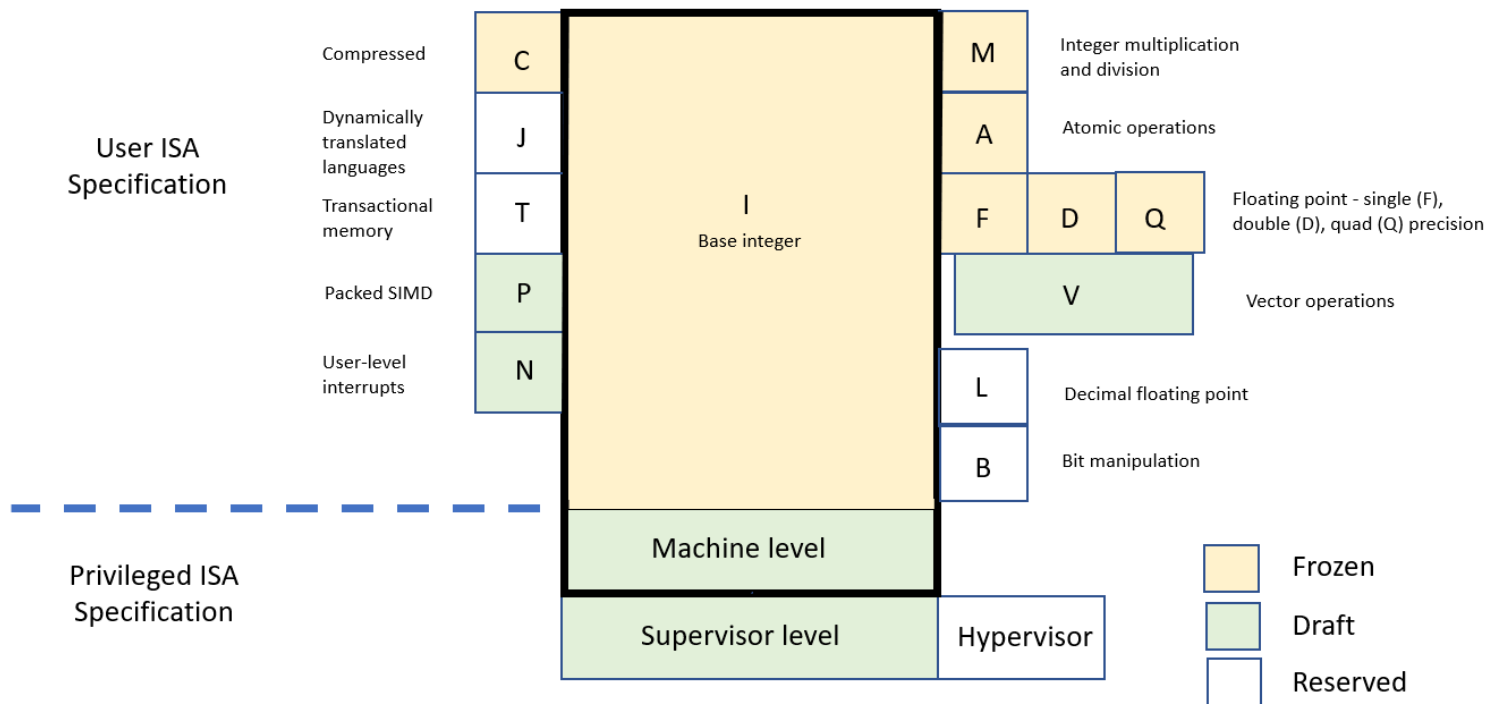 Compressed
C
M
Integer multiplication
and division
Dynamically
translated
languages
J
A
Atomic operations
User ISA
Specification
Transactional
memory
T
I
Base integer
F
D
Q
Floating point - single (F),
double (D), quad (Q) precision
Packed SIMD
P
V
Vector operations
User-level
interrupts
N
L
Decimal floating point
B
Bit manipulation
Machine level
Privileged ISA
Specification
Supervisor level
Hypervisor
Frozen
Draft
Reserved